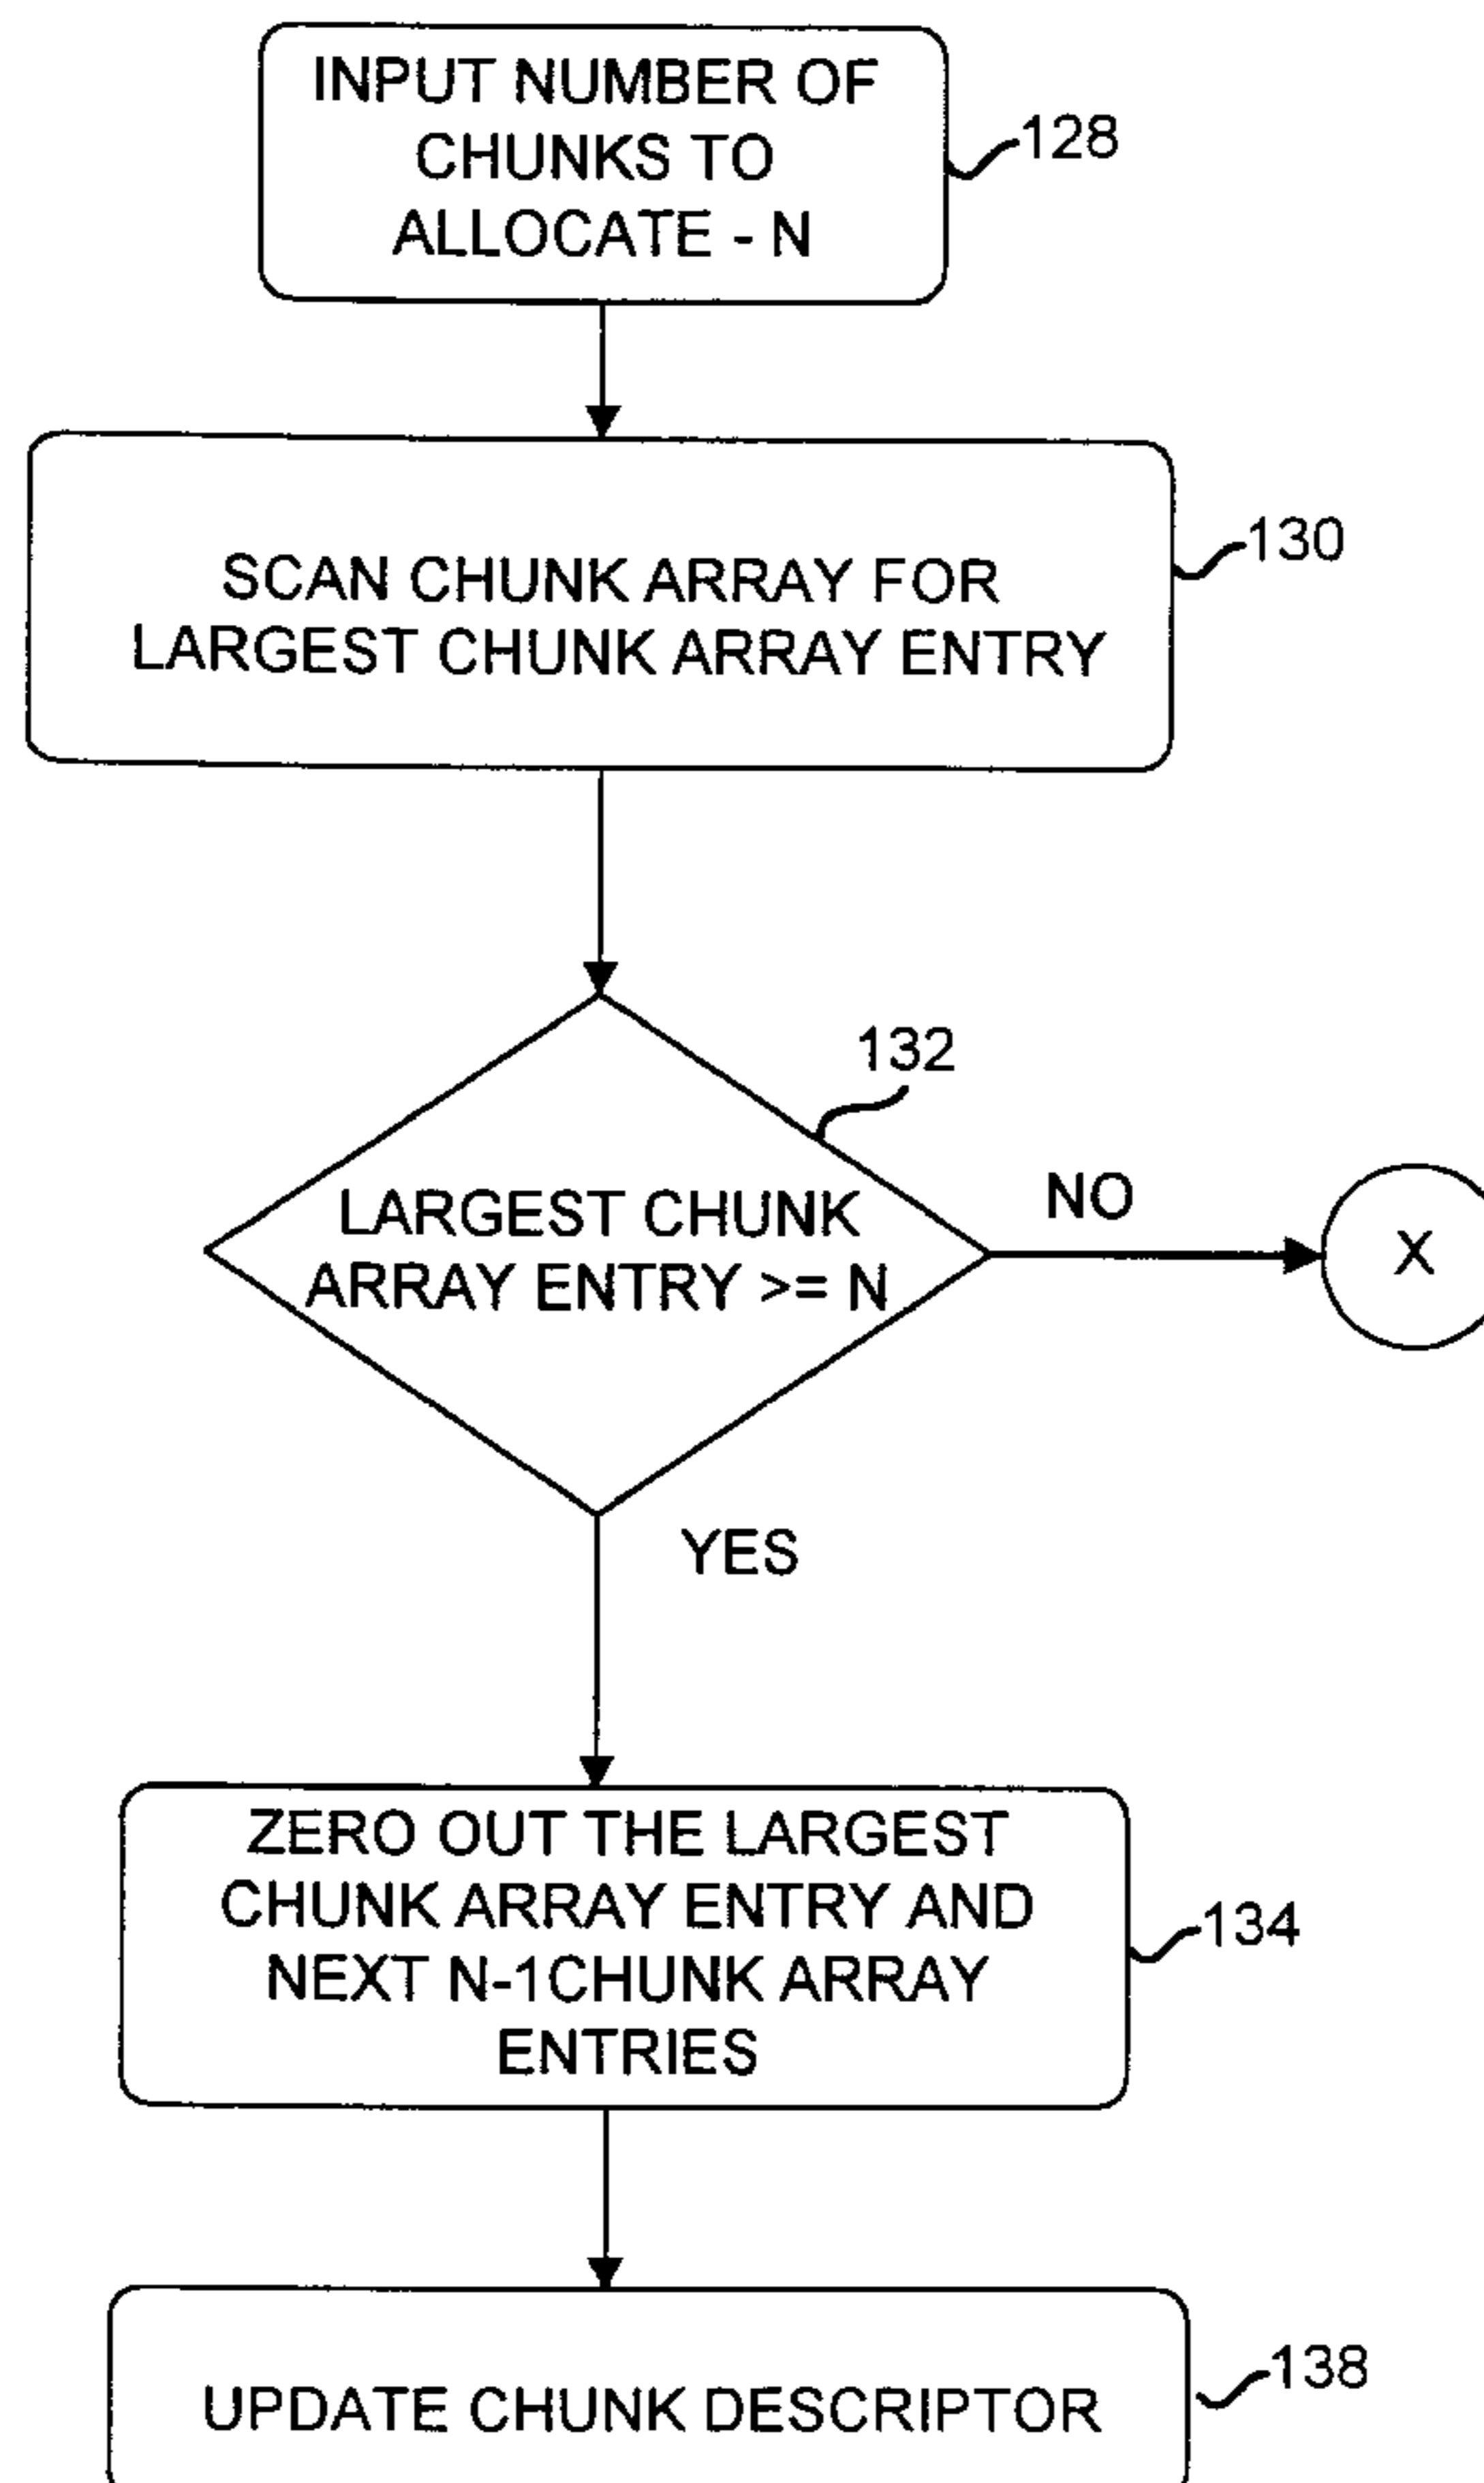 INPUT NUMBER OF
CHUNKS TO
ALLOCATE - N
128
SCAN CHUNK ARRAY FOR
LARGEST CHUNK ARRAY ENTRY
130
132
LARGEST CHUNK
ARRAY ENTRY >= N
NO
X
YES
ZERO OUT THE LARGEST
CHUNK ARRAY ENTRY AND
NEXT N-1CHUNK ARRAY
ENTRIES
134
UPDATE CHUNK DESCRIPTOR
138